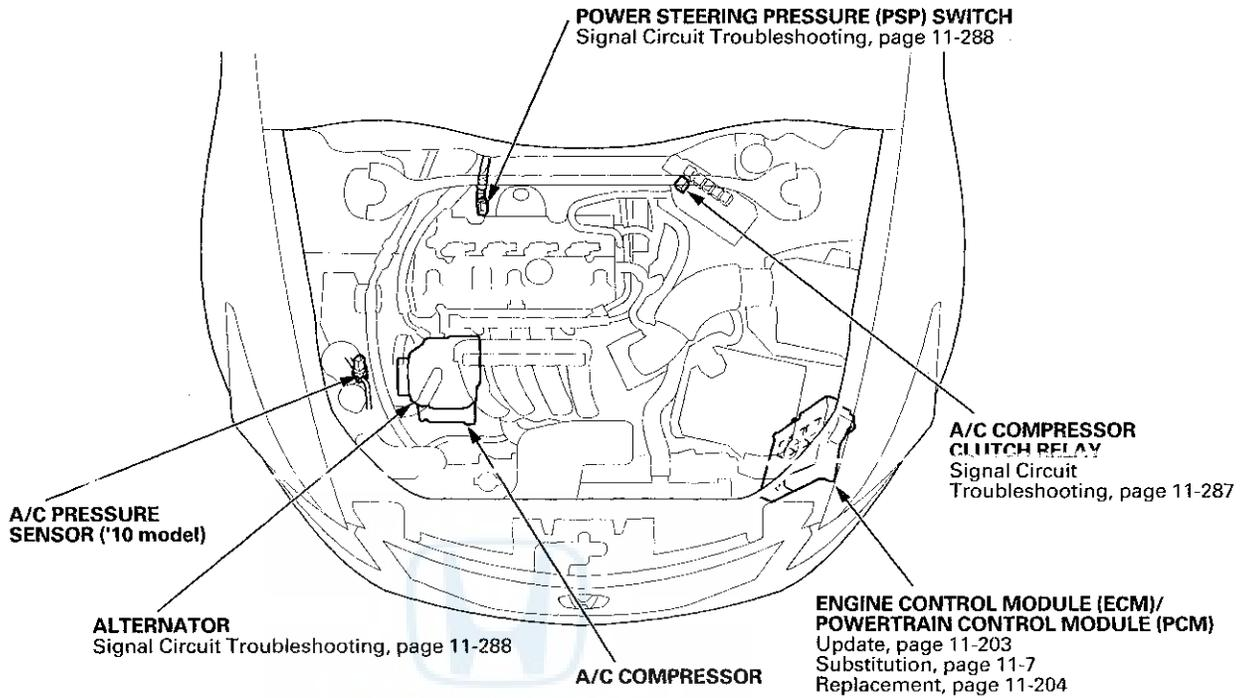 POWER STEERING PRESSURE (PSP) SWITCH
Signal Circuit Troubleshooting, page 11-288
A/C COMPRESSOR
CLUTCH RELAY
Signal Circuit
Troubleshooting, page 11-287
A/C PRESSURE
SENSOR ('10 model)
ALTERNATOR
Signal Circuit Troubleshooting, page 11-288
A/C COMPRESSOR
ENGINE CONTROL MODULE (ECM)/
POWERTRAIN CONTROL MODULE (PCM)
Update, page 11-203
Substitution, page 11-7
Replacement, page 11-204